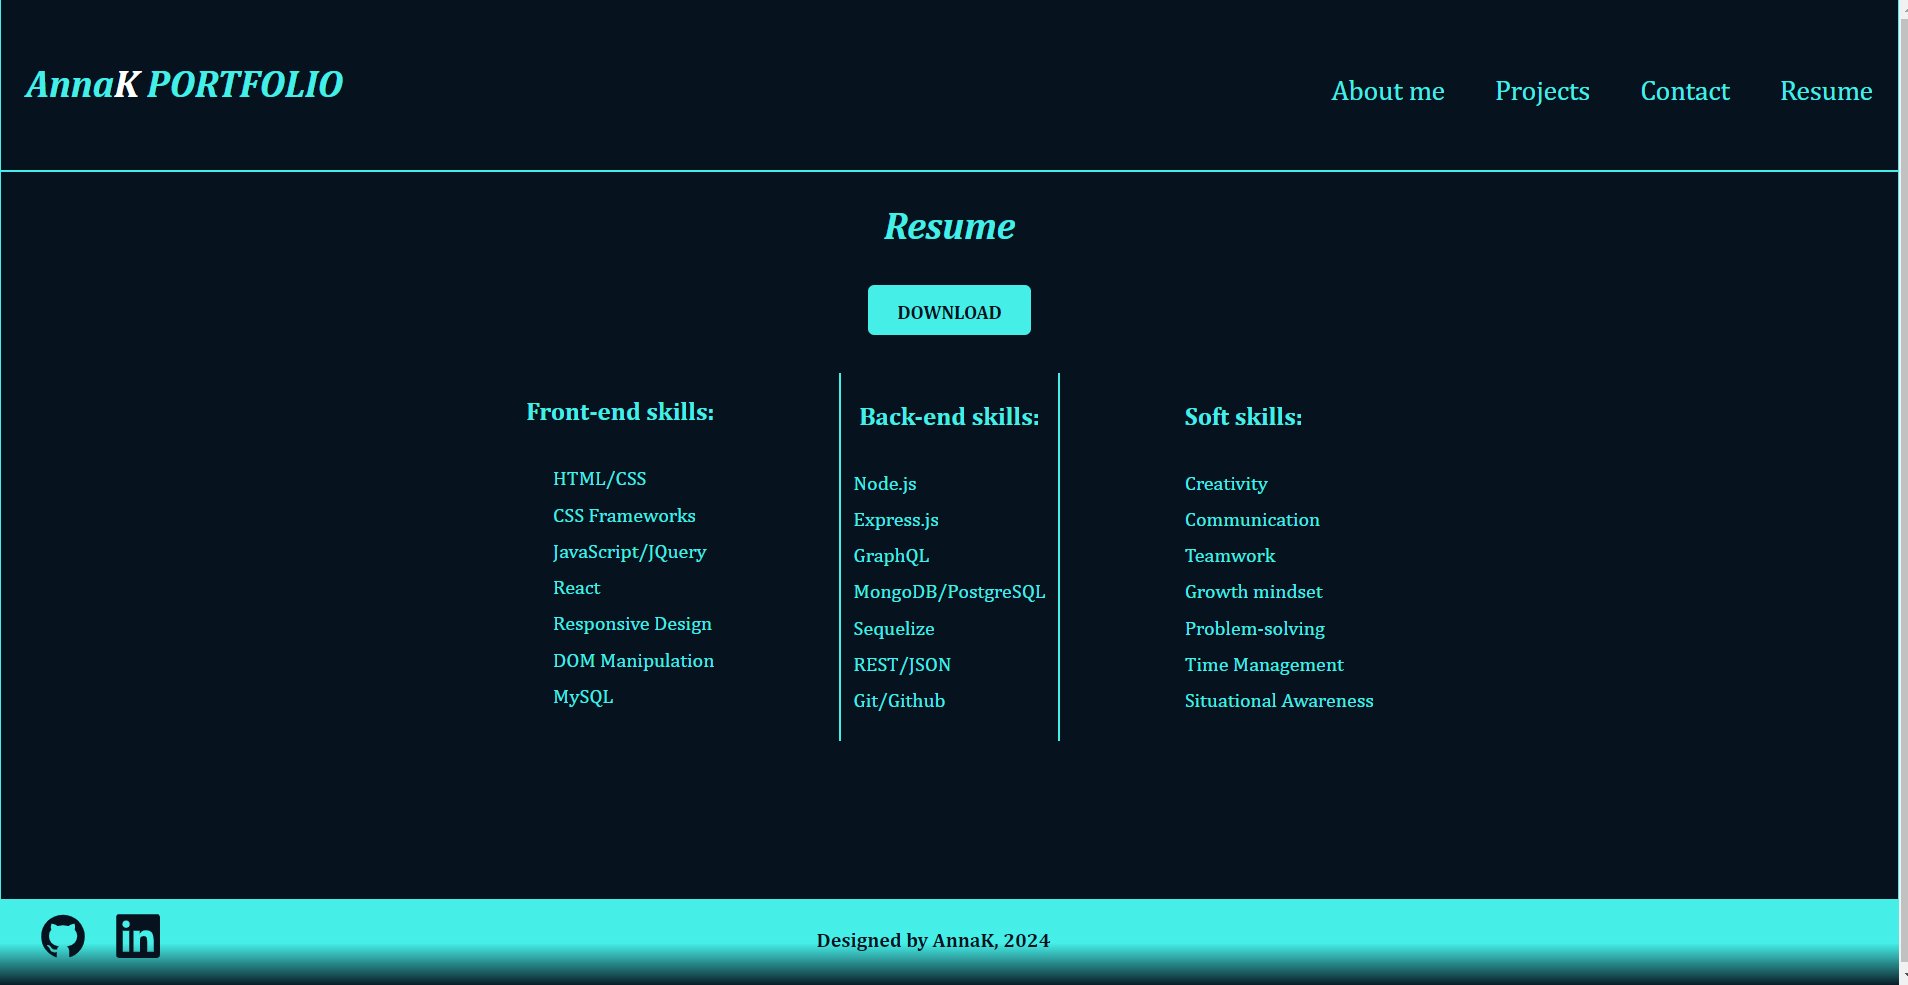 AnnaK PORTFOLIO
About me
Projects
Contact
Resume
Resume
DOWNLOAD
Front-end skills:
HTML/CSS
CSS Frameworks
JavaScript/JQuery
React
Responsive Design
DOM Manipulation
MySQL
Back-end skills:
Node.js
Express.js
GraphQL
MongoDB/PostgreSQL
Sequelize
REST/JSON
Git/Github
Soft skills:
Creativity
Communication
Teamwork
Growth mindset
Problem-solving
Time Management
Situational Awareness
in
Designed by AnnaK, 2024